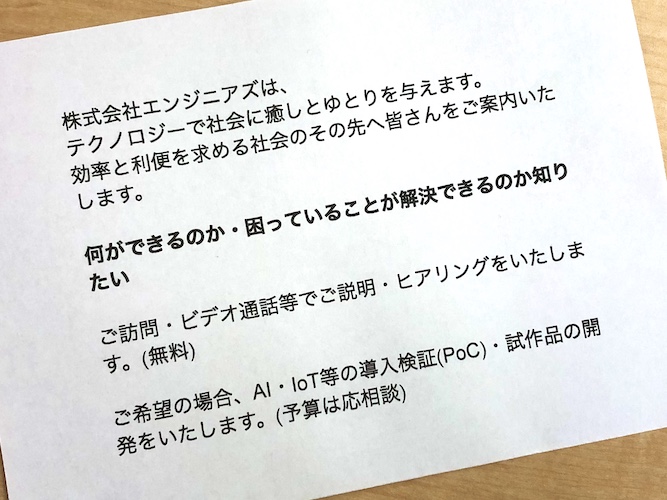 株式会社エンジニアズは、
テクノロジーで社会に癒しとゆとりを与えます。
効率と利便を求める社会のその先へ皆さんをご案内いた
します。
何ができるのか・困っていることが解決できるのか知り
たい
ご訪問・ビデオ通話等でご説明・ヒアリングをいたしま
す。(無料)
ご希望の場合、AI・IoT等の導入検証(PoC)・試作品の開
発をいたします。(予算は応相談)